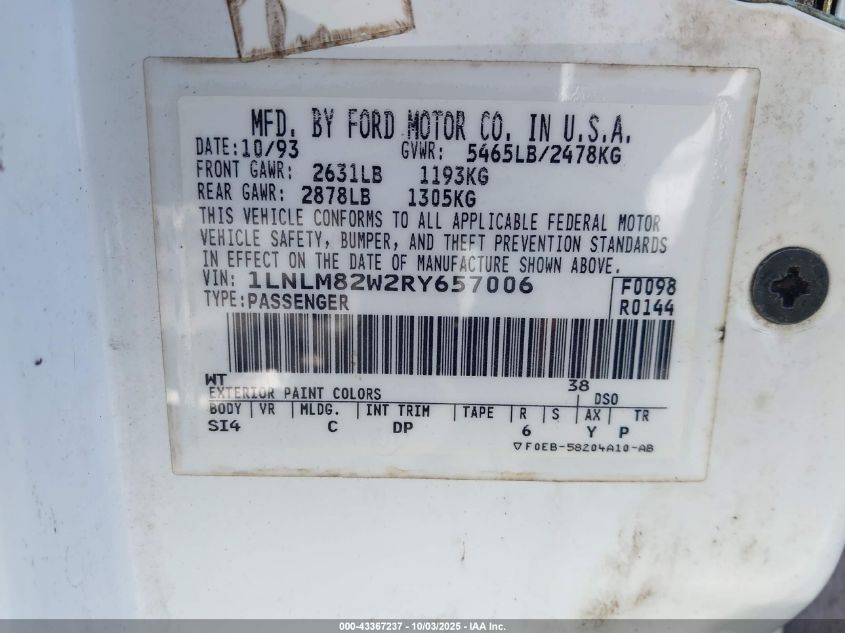 MFD. BY FORD MOTOR CO. IN U.S.A.
DATE: 10/93 GVWR: 5465LB/2478KG
FRONT GAWR: 2631LB 1193KG
REAR GAWR: 2878LB 1305KG
THIS VEHICLE CONFORMS TO ALL APPLICABLE FEDERAL MOTOR
VEHICLE SAFETY, BUMPER, AND THEFT PREVENTION STANDARDS
IN EFFECT ON THE DATE OF MANUFACTURE SHOWN ABOVE.
VIN: 1LNLM82W2RY657006 F0098
TYPE: PASSENGER R0144
WT 38
EXTERIOR PAINT COLORS DSO
BODY VR MLDG. INT TRIM TAPE R S AX TR
SI4 C DP 6 Y P
▽F0EB-58204A10-AB
000-43367237 - 10/03/2025 - IAA Inc.